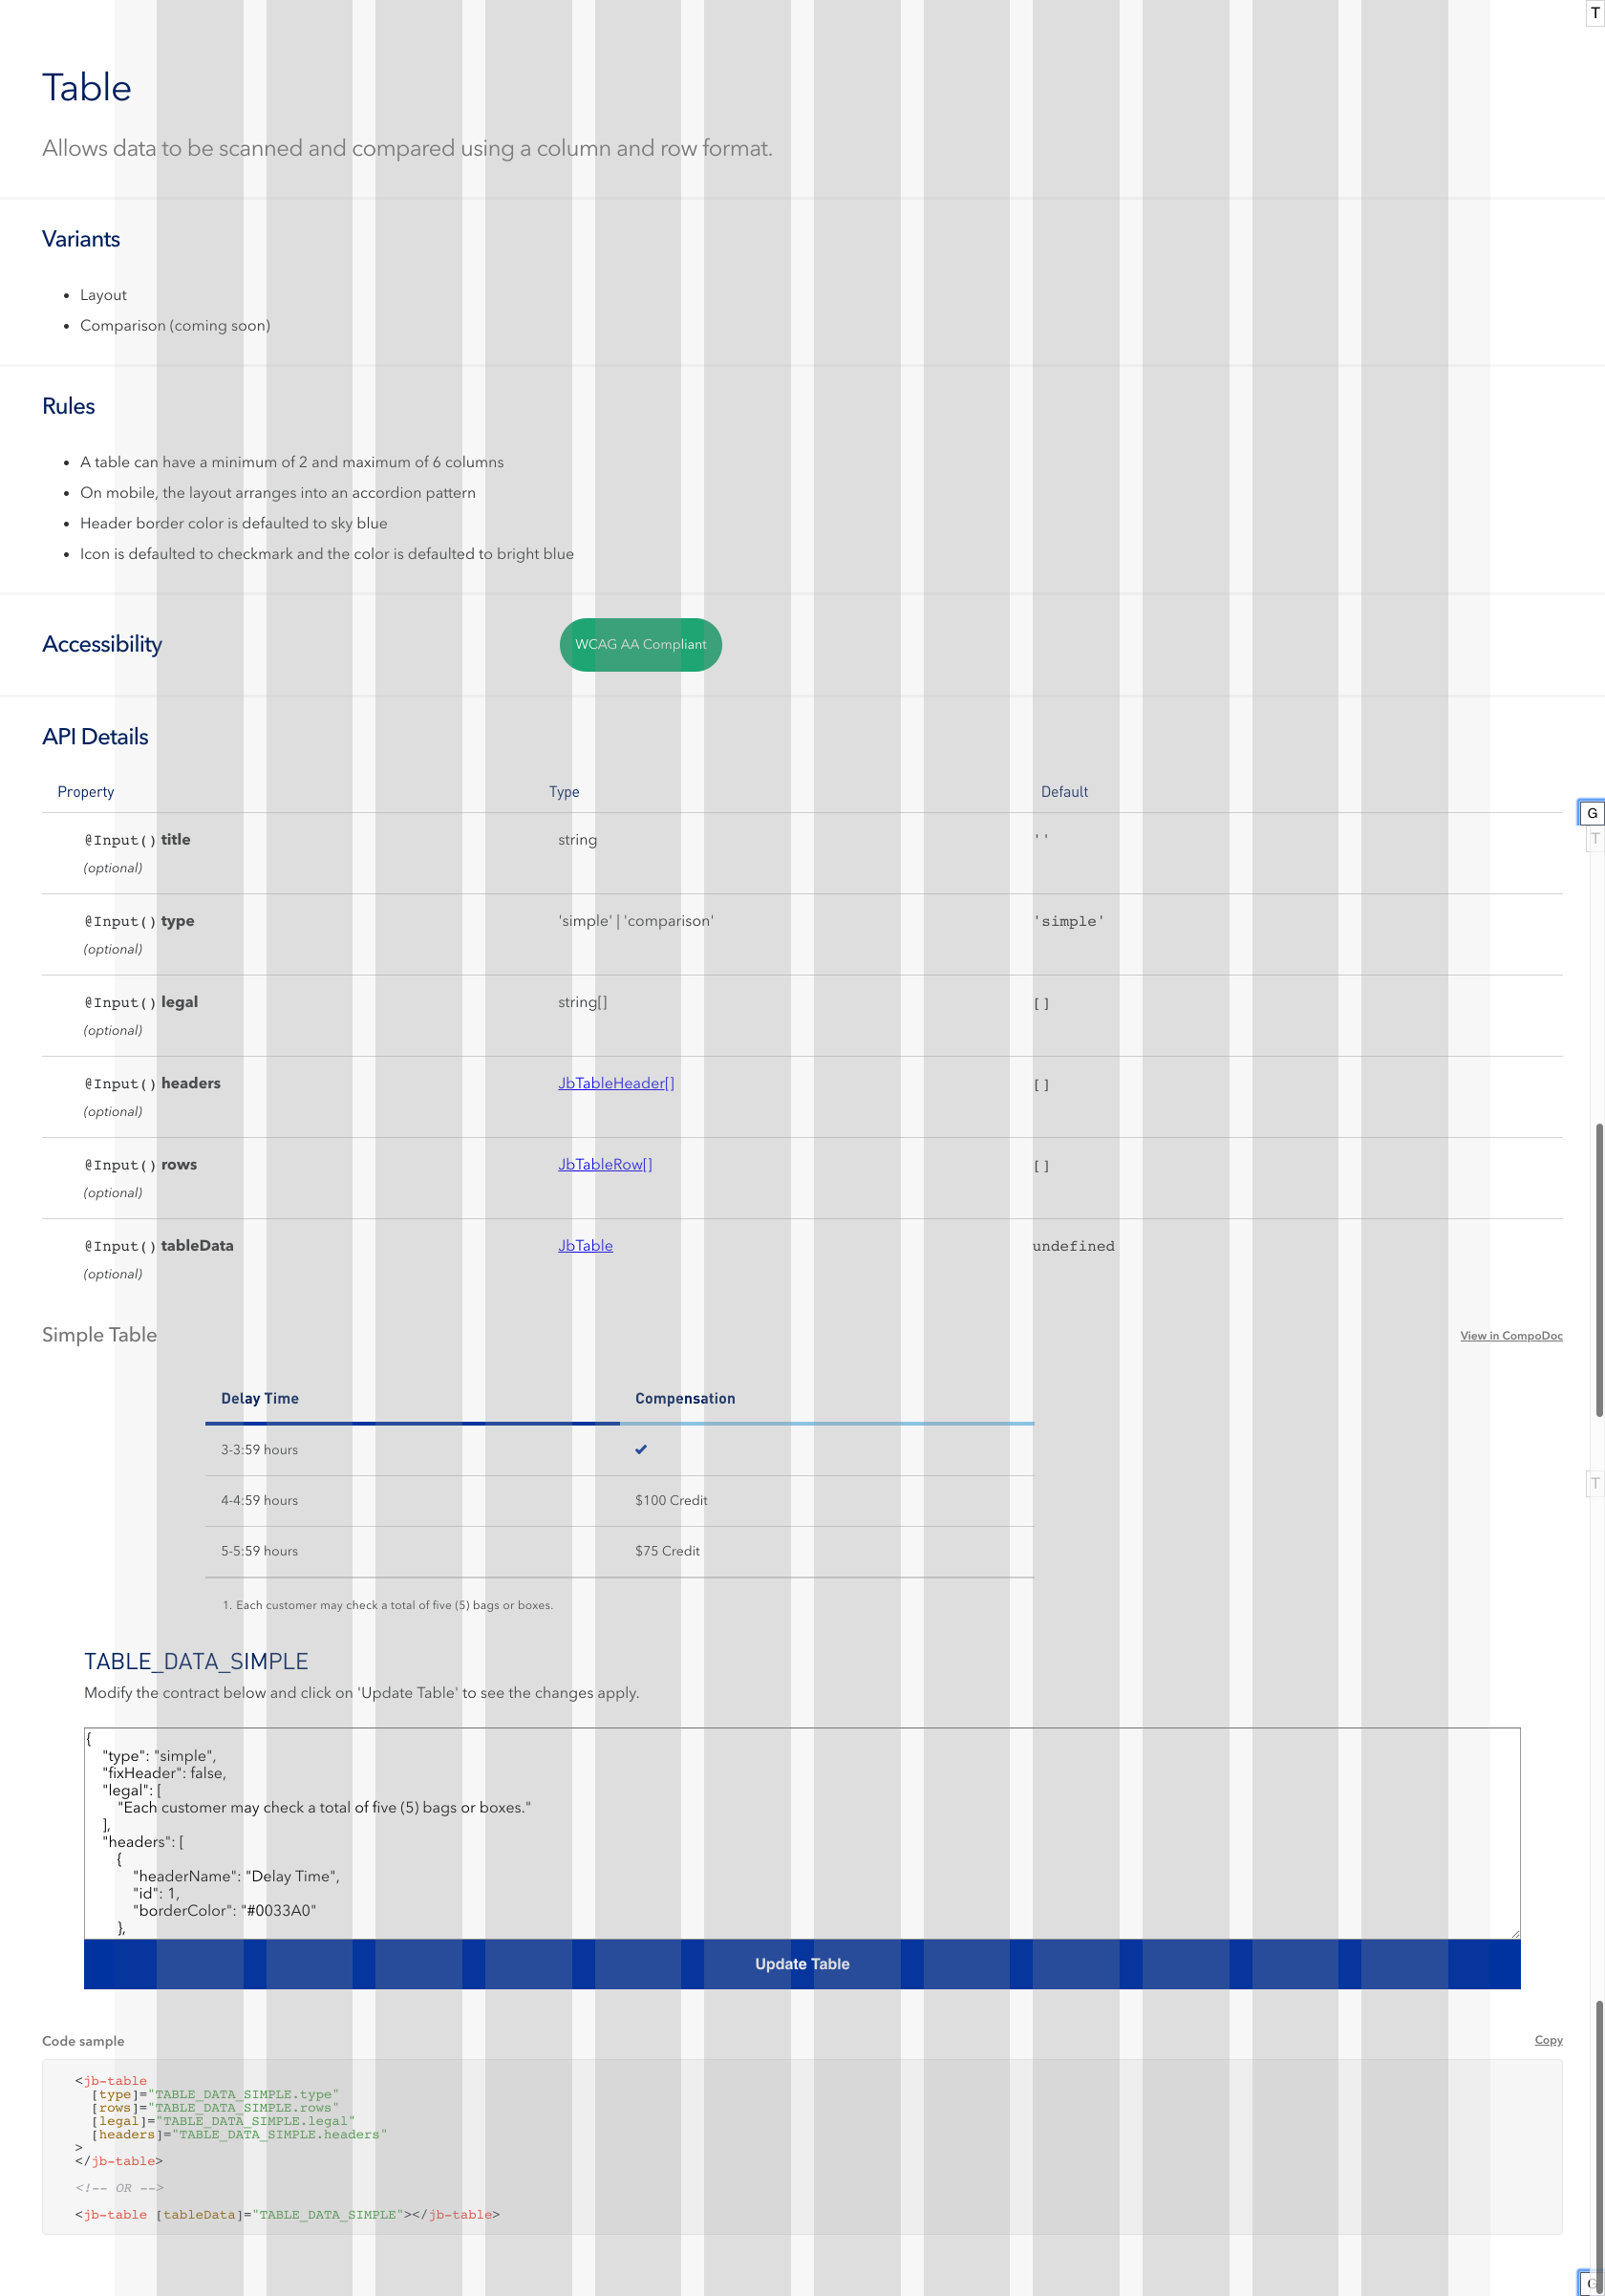 T
Table
Allows data to be scanned and compared using a column and row format.
Variants
• Layout
• Comparison (coming soon)
Rules
• A table can have a minimum of 2 and maximum of 6 columns
• On mobile, the layout arranges into an accordion pattern
• Header border color is defaulted to sky blue
• Icon is defaulted to checkmark and the color is defaulted to bright blue
Accessibility WCAG AA Compliant
API Details
Property Type Default
G
@Input() title string ''
T
(optional)
@Input() type 'simple' | 'comparison' 'simple'
(optional)
@Input() legal string[] []
(optional)
@Input() headers JbTableHeader[] []
(optional)
@Input() rows JbTableRow[] []
(optional)
@Input() tableData JbTable undefined
(optional)
Simple Table View in CompoDoc
Delay Time Compensation
3-3:59 hours ✔
T
4-4:59 hours $100 Credit
5-5:59 hours $75 Credit
1. Each customer may check a total of five (5) bags or boxes.
TABLE_DATA_SIMPLE
Modify the contract below and click on 'Update Table' to see the changes apply.
{
"type": "simple",
"fixHeader": false,
"legal": [
"Each customer may check a total of five (5) bags or boxes."
],
"headers": [
{
"headerName": "Delay Time",
"id": 1,
"borderColor": "#0033A0"
},
Update Table
Code sample Copy
<jb-table
[type]="TABLE_DATA_SIMPLE.type"
[rows]="TABLE_DATA_SIMPLE.rows"
[legal]="TABLE_DATA_SIMPLE.legal"
[headers]="TABLE_DATA_SIMPLE.headers"
>
</jb-table>
<!-- OR -->
<jb-table [tableData]="TABLE_DATA_SIMPLE"></jb-table>
G